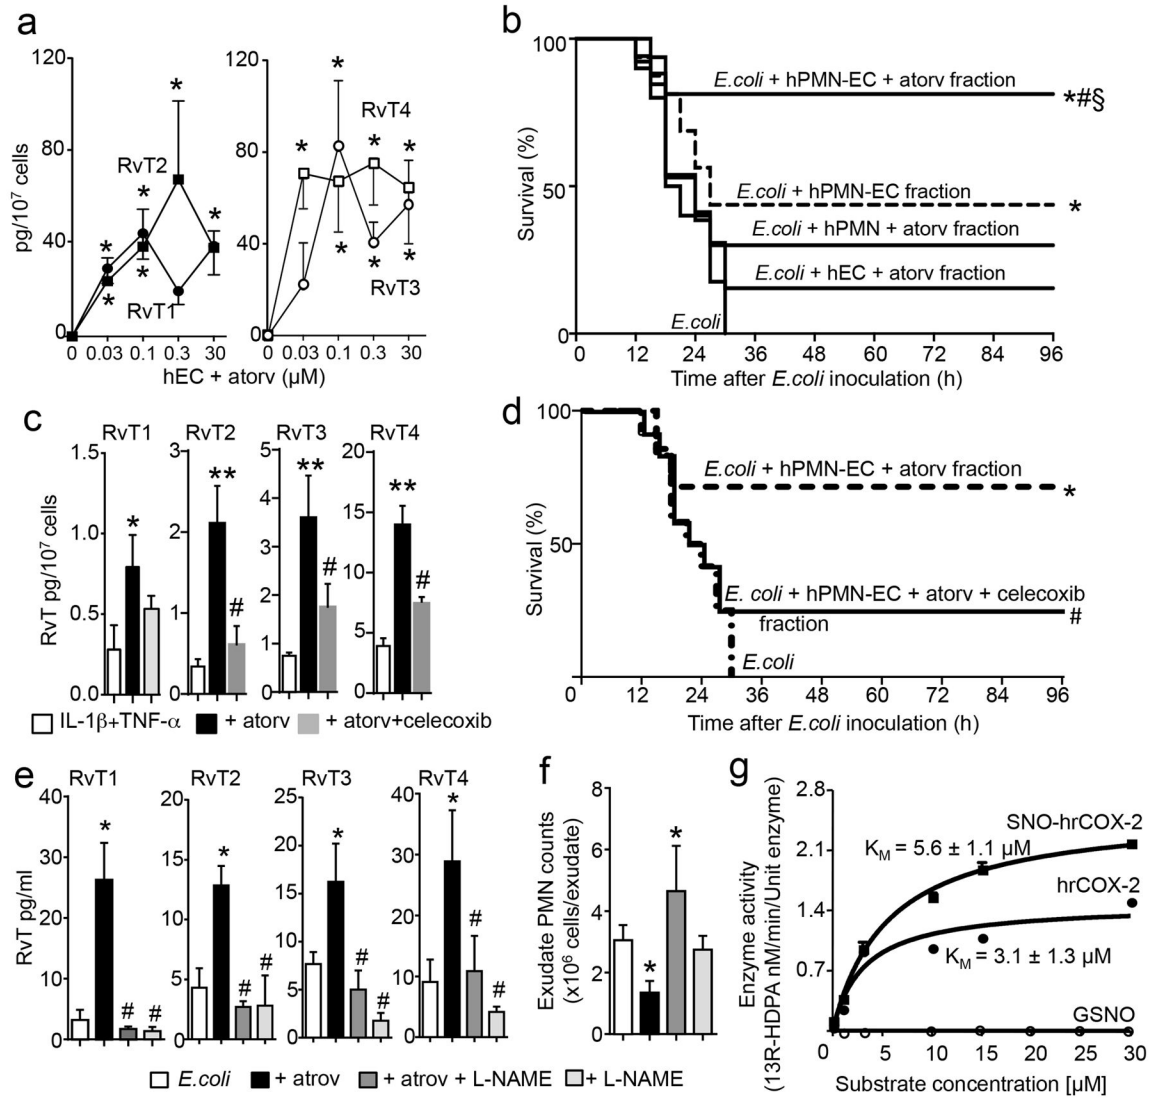 a
120
80
40
0
pg/10⁷ cells
RvT2
RvT1
*
*
*
*
*
*
0 0.03 0.1 0.3 30
120
80
40
0
RvT4
RvT3
*
*
*
*
*
*
*
0 0.03 0.1 0.3 30
hEC + atorv (µM)
b
100
50
0
Survival (%)
E.coli + hPMN-EC + atorv fraction
*#§
E.coli + hPMN-EC fraction
*
E.coli + hPMN + atorv fraction
E.coli + hEC + atorv fraction
E.coli
0 12 24 36 48 60 72 84 96
Time after E.coli inoculation (h)
c
RvT1 RvT2 RvT3 RvT4
RvT pg/10⁷ cells
1.5
1.0
0.5
0.0
*
3
2
1
0
**
#
5
4
3
2
1
0
**
#
20
15
10
5
0
**
#
IL-1β+TNF-α + atorv + atorv+celecoxib
d
100
50
Survival (%)
E.coli + hPMN-EC + atorv fraction
*
E.coli + hPMN-EC + atorv + celecoxib
fraction
#
E.coli
0 12 24 36 48 60 72 84 96
Time after E.coli inoculation (h)
e
RvT1 RvT2 RvT3 RvT4
RvT pg/ml
40
30
20
10
0
*
# #
20
15
10
5
0
*
# #
25
20
15
10
5
0
*
# #
40
30
20
10
0
*
# #
E.coli + atrov + atrov + L-NAME + L-NAME
f
Exudate PMN counts
(x10⁶ cells/exudate)
8
6
4
2
0
*
*
g
Enzyme activity
(13R-HDPA nM/min/Unit enzyme)
2.8
2.1
1.4
0.7
SNO-hrCOX-2
K_M = 5.6 ± 1.1 µM
hrCOX-2
K_M = 3.1 ± 1.3 µM
GSNO
0 5 10 15 20 25 30
Substrate concentration [µM]